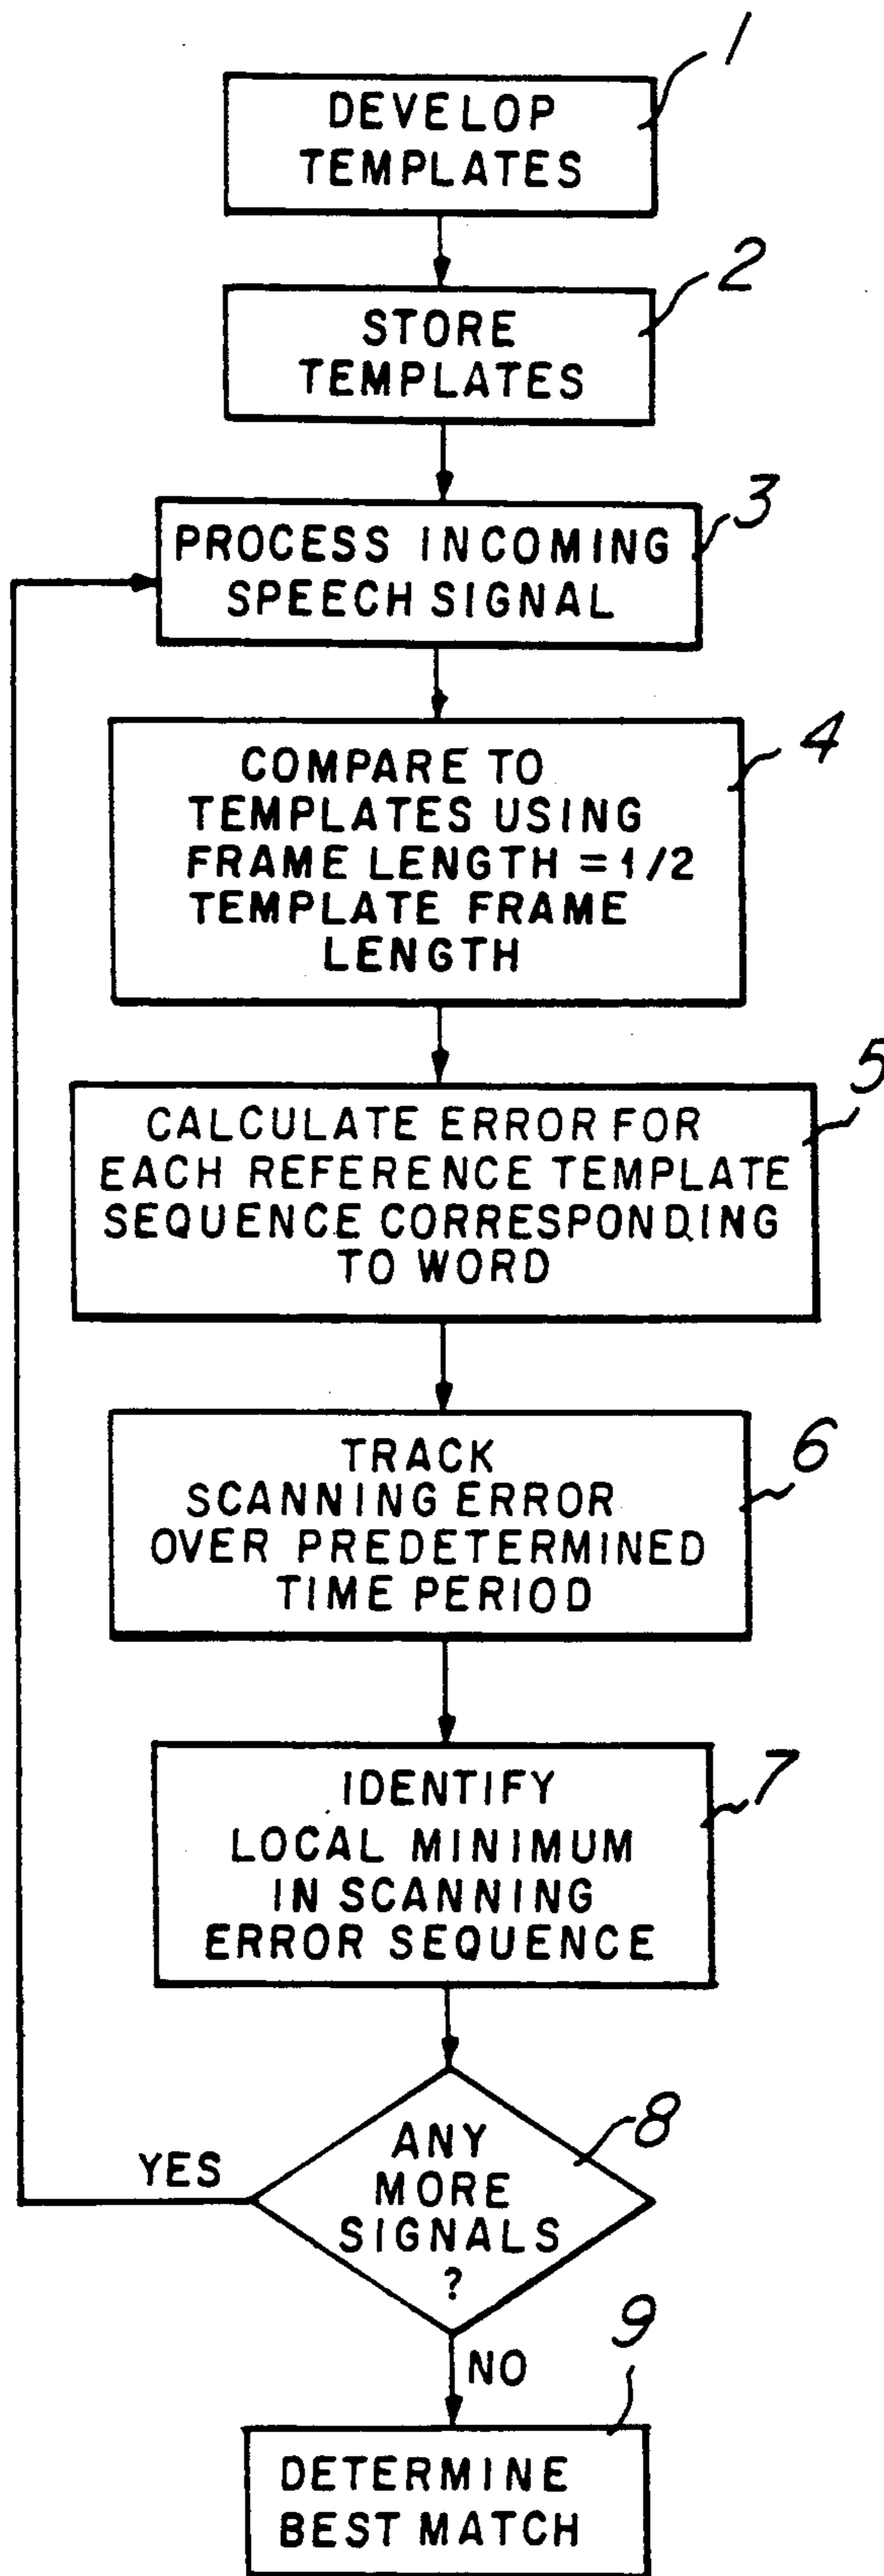 1
DEVELOP
TEMPLATES
2
STORE
TEMPLATES
3
PROCESS INCOMING
SPEECH SIGNAL
4
COMPARE TO
TEMPLATES USING
FRAME LENGTH = 1/2
TEMPLATE FRAME
LENGTH
5
CALCULATE ERROR FOR
EACH REFERENCE TEMPLATE
SEQUENCE CORRESPONDING
TO WORD
6
TRACK
SCANNING ERROR
OVER PREDETERMINED
TIME PERIOD
7
IDENTIFY
LOCAL MINIMUM
IN SCANNING
ERROR SEQUENCE
8
ANY
MORE
SIGNALS
?
YES
NO
9
DETERMINE
BEST MATCH